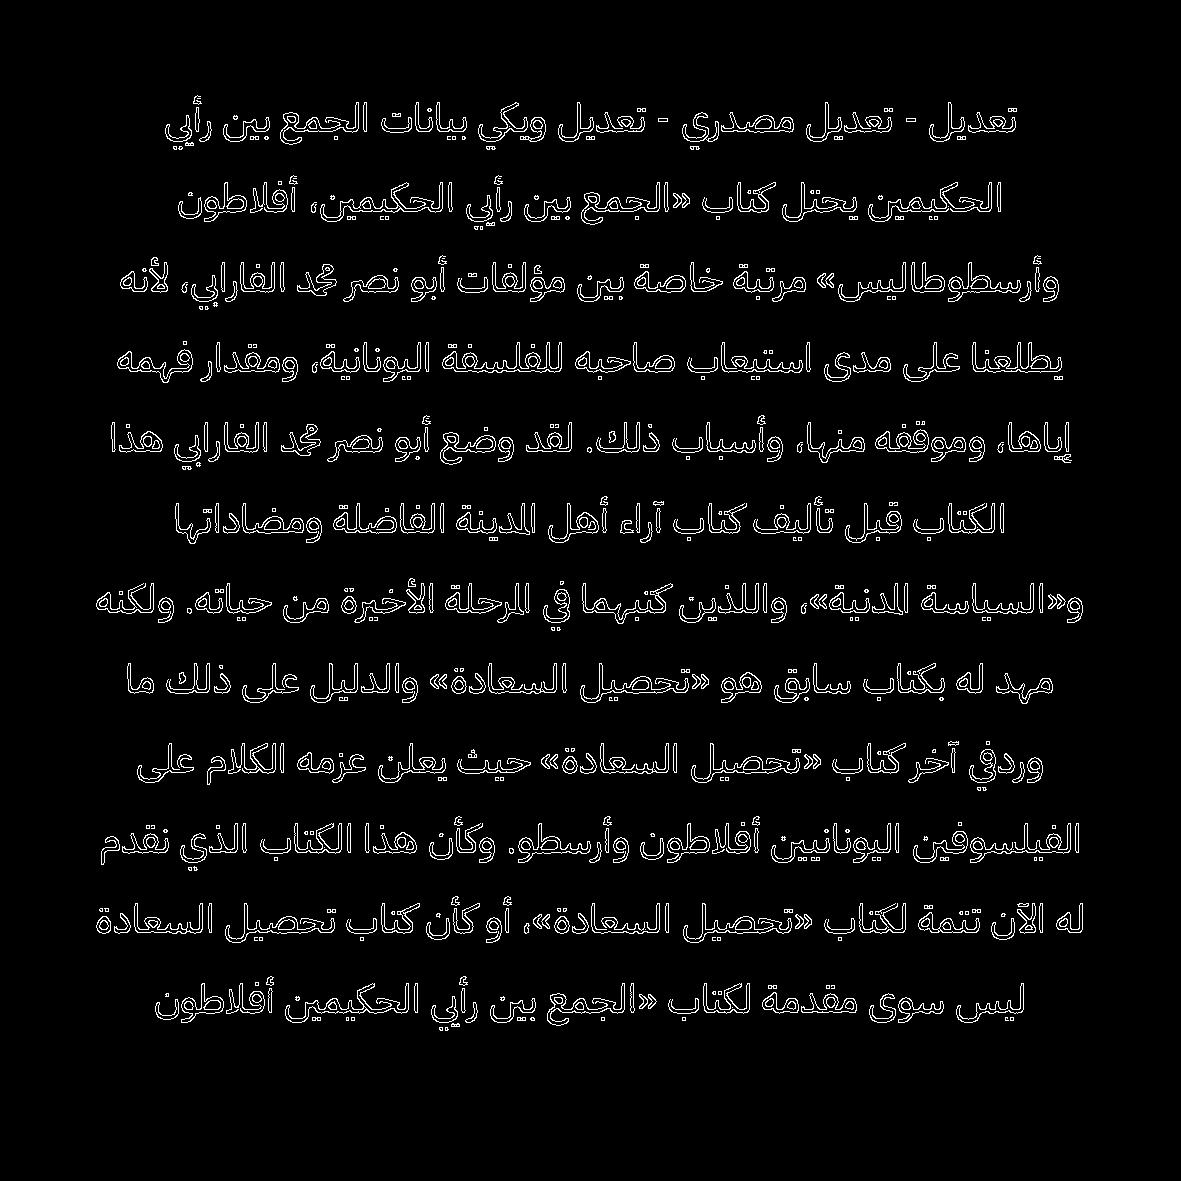 تعديل - تعديل مصدري - تعديل ويكي بيانات الجمع بين رأيي
الحكيمين يحتل كتاب «الجمع بين رأيي الحكيمين، أفلاطون
وأرسطوطاليس» مرتبة خاصة بين مؤلفات أبو نصر محمد الفارابي، لأنه
يطلعنا على مدى استيعاب صاحبه للفلسفة اليونانية، ومقدار فهمه
إياها، وموقفه منها، وأسباب ذلك. لقد وضع أبو نصر محمد الفارابي هذا
الكتاب قبل تأليف كتاب آراء أهل المدينة الفاضلة ومضاداتها
و«السياسة المدنية»، واللذين كتبهما في المرحلة الأخيرة من حياته. ولكنه
مهد له بكتاب سابق هو «تحصيل السعادة» والدليل على ذلك ما
وردفي آخر كتاب «تحصيل السعادة» حيث يعلن عزمه الكلام على
الفيلسوفين اليونانيين أفلاطون وأرسطو. وكأن هذا الكتاب الذي نقدم
له الآن تتمة لكتاب «تحصيل السعادة»، أو كأن كتاب تحصيل السعادة
ليس سوى مقدمة لكتاب «الجمع بين رأيي الحكيمين أفلاطون